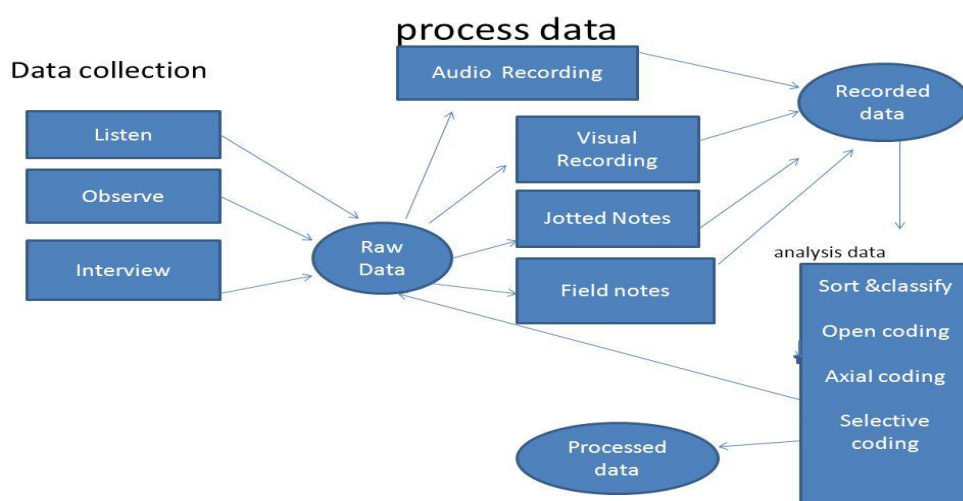 process data
Data collection
Audio Recording
Recorded
data
Listen
Visual
Recording
Observe
Jotted Notes
Raw
Data
Interview
Field notes
analysis data
Sort &classify
Open coding
Axial coding
Selective
coding
Processed
data